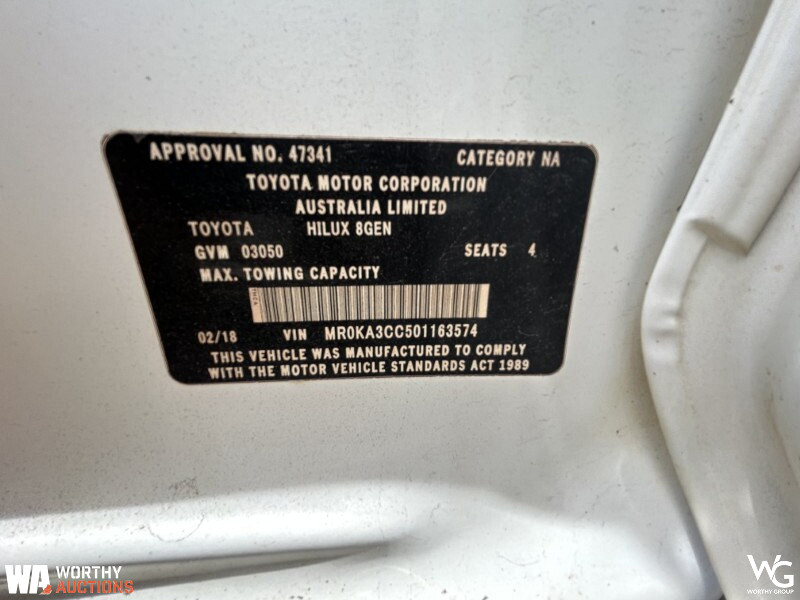 APPROVAL NO. 47341 CATEGORY NA
TOYOTA MOTOR CORPORATION
AUSTRALIA LIMITED
TOYOTA HILUX 8GEN
GVM 03050 SEATS 4
MAX. TOWING CAPACITY
02/18 VIN MR0KA3CC501163574
THIS VEHICLE WAS MANUFACTURED TO COMPLY
WITH THE MOTOR VEHICLE STANDARDS ACT 1989
WA WORTHY
AUCTIONS
WG
WORTHY GROUP